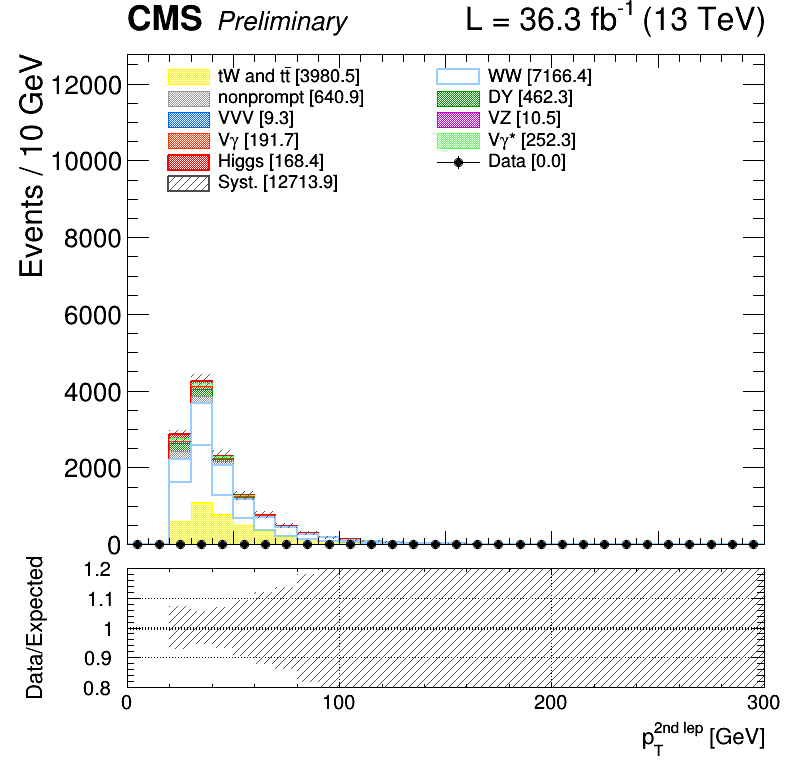 CMS Preliminary L = 36.3 fb⁻¹ (13 TeV)
Events / 10 GeV
12000
10000
8000
6000
4000
2000
0
tW and tt̄ [3980.5]
nonprompt [640.9]
VVV [9.3]
Vγ [191.7]
Higgs [168.4]
Syst. [12713.9]
WW [7166.4]
DY [462.3]
VZ [10.5]
Vγ* [252.3]
Data [0.0]
Data/Expected
1.2
1.1
1
0.9
0.8
0 100 200 300
p_T^{2nd lep} [GeV]